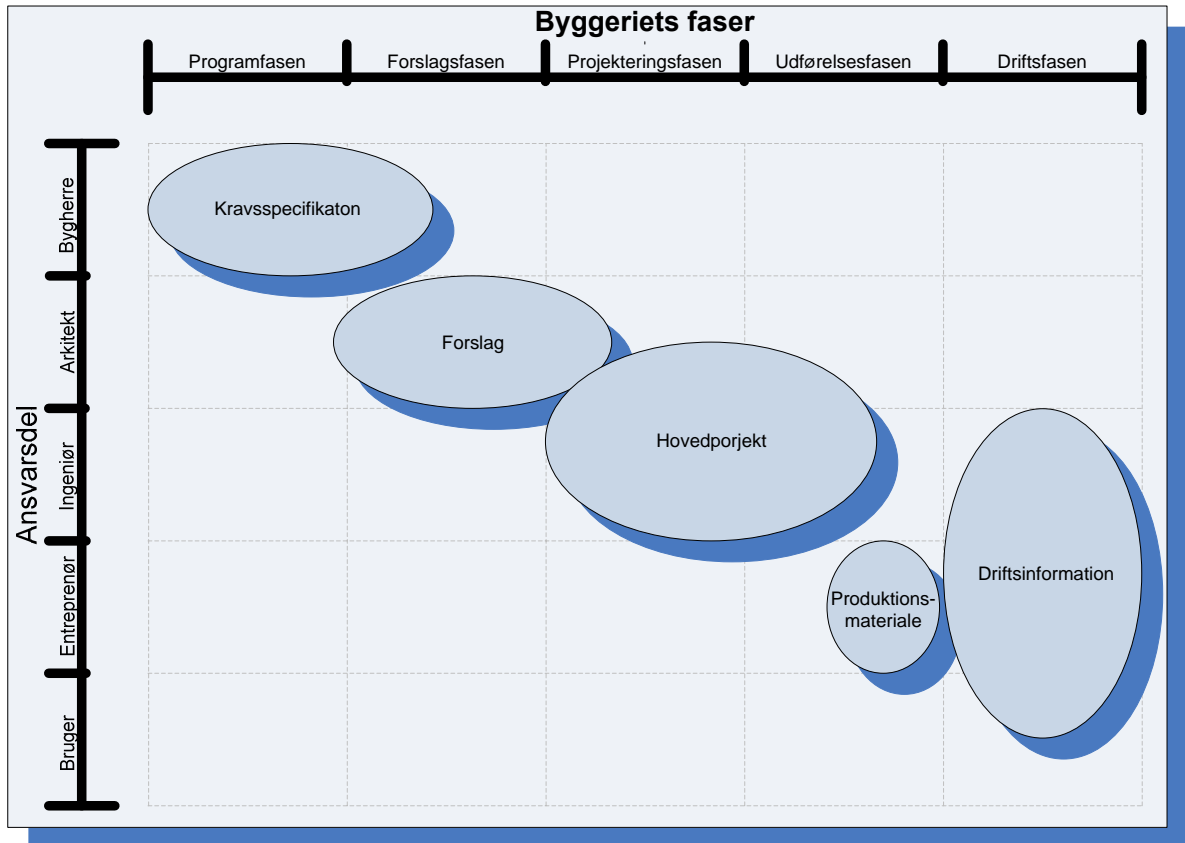 Byggeriets faser
Programfasen
Forslagsfasen
Projekteringsfasen
Udførelsesfasen
Driftsfasen
Ansvarsdel
Bygherre
Arkitekt
Ingeniør
Entreprenør
Bruger
Kravsspecifikaton
Forslag
Hovedporjekt
Produktions-
materiale
Driftsinformation